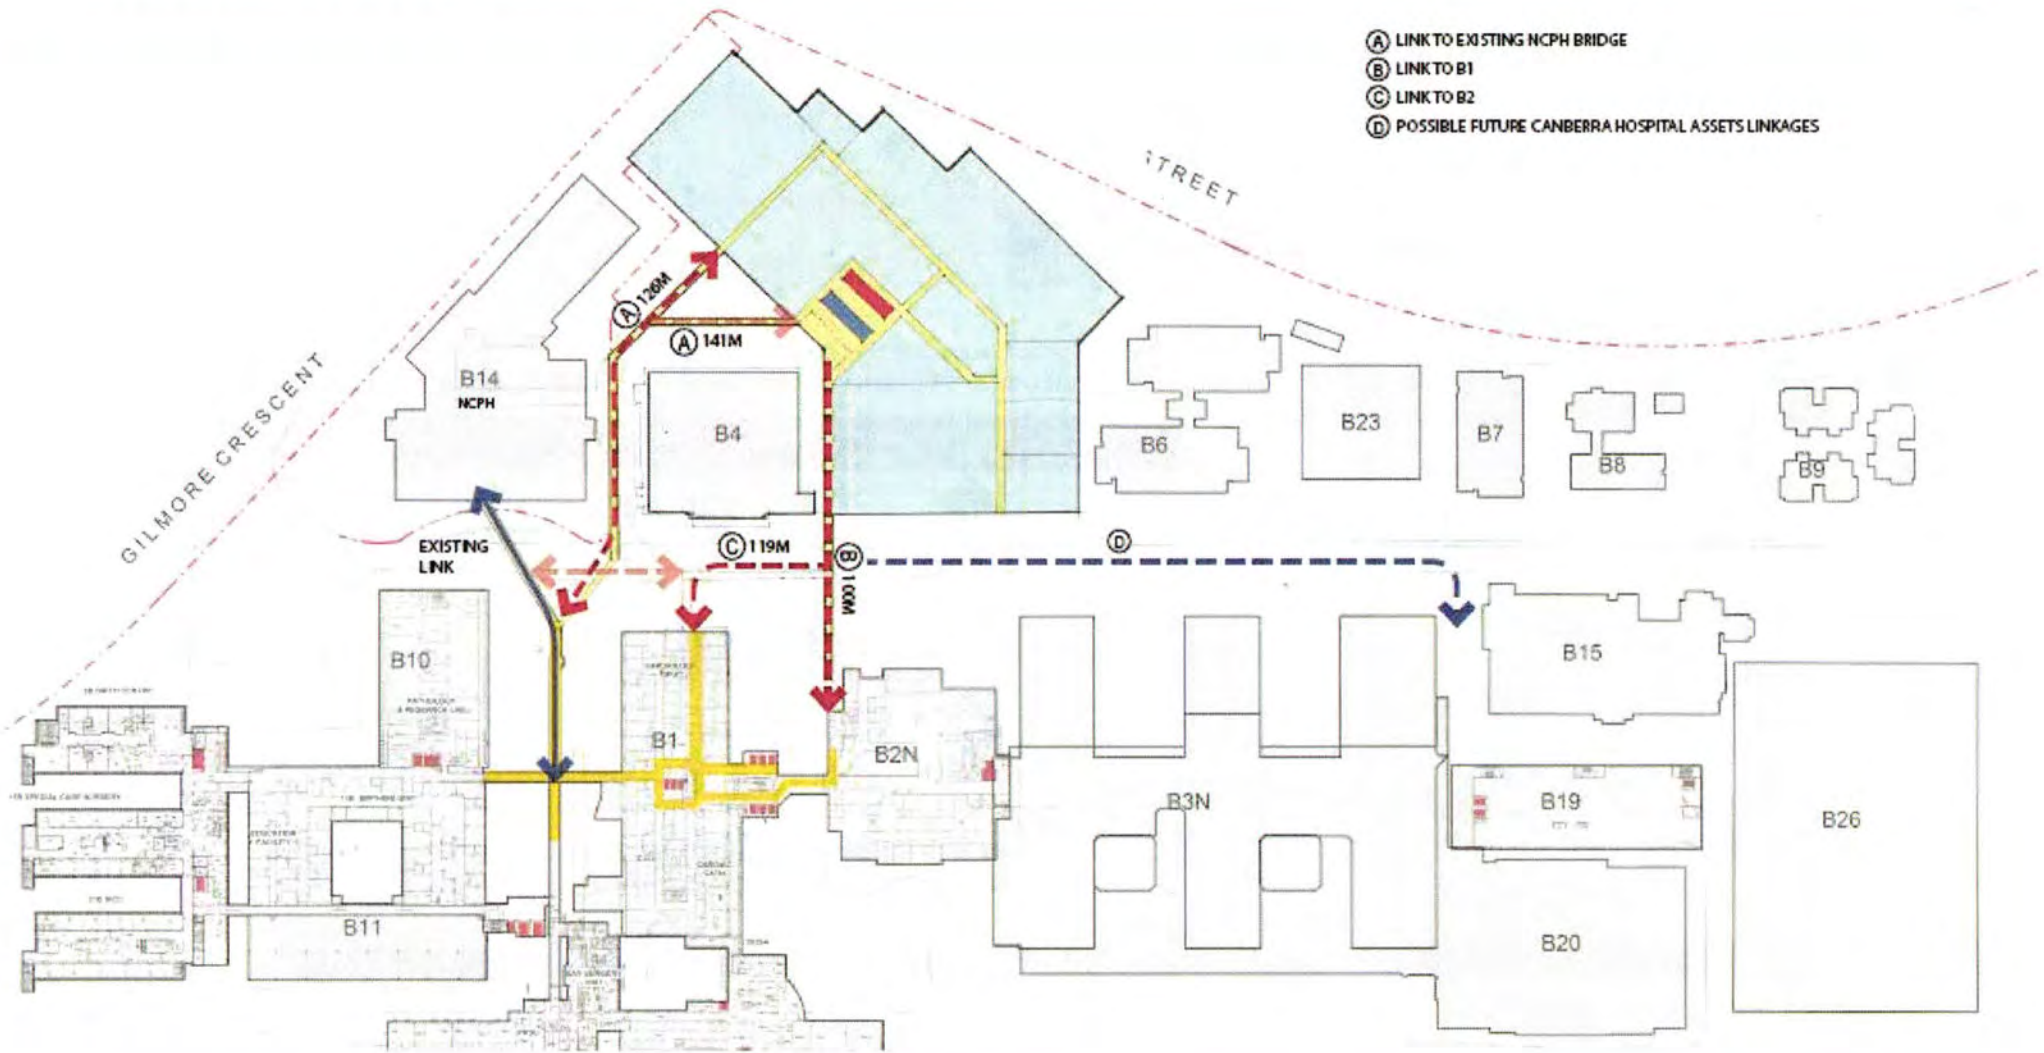 Ⓐ LINK TO EXISTING NCPH BRIDGE
Ⓑ LINK TO B1
Ⓒ LINK TO B2
Ⓓ POSSIBLE FUTURE CANBERRA HOSPITAL ASSETS LINKAGES
STREET
GILMORE CRESCENT
Ⓐ 126M
Ⓐ 141M
B14
NCPH
B4
B6
B23
B7
B8
B9
EXISTING
LINK
Ⓒ 119M
Ⓑ 100M
Ⓓ
B10
B1
B2N
B3N
B15
B19
B26
B11
B20